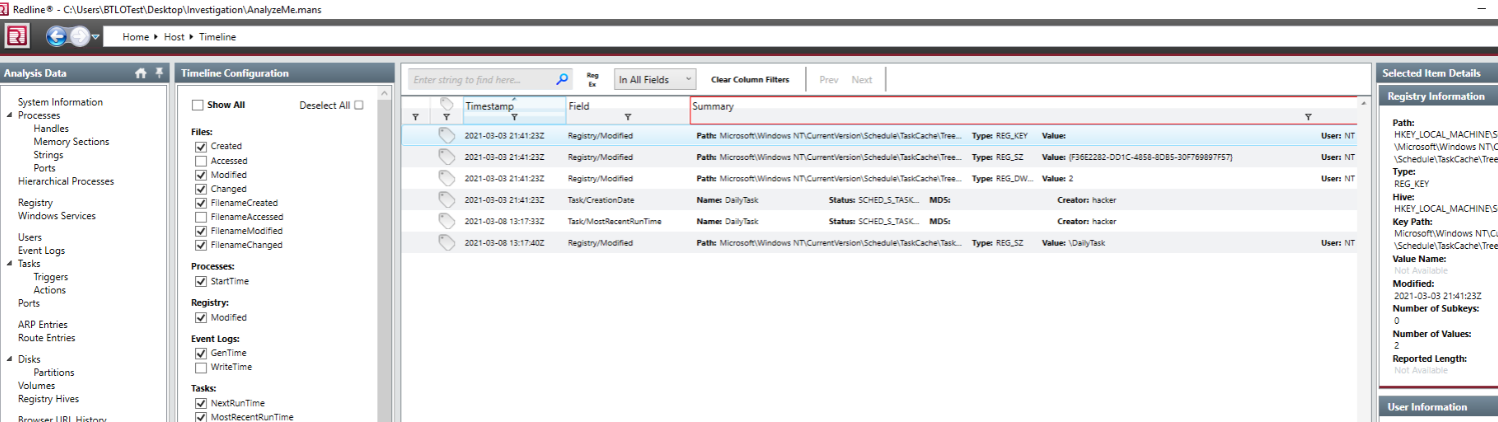 Redline® - C:\Users\BTLOTest\Desktop\Investigation\AnalyzeMe.mans
Home ▸ Host ▸ Timeline
Analysis Data
System Information
Processes
Handles
Memory Sections
Strings
Ports
Hierarchical Processes
Registry
Windows Services
Users
Event Logs
Tasks
Triggers
Actions
Ports
ARP Entries
Route Entries
Disks
Partitions
Volumes
Registry Hives
Browser URL History
Timeline Configuration
Show All Deselect All
Files:
Created
Accessed
Modified
Changed
FilenameCreated
FilenameAccessed
FilenameModified
FilenameChanged
Processes:
StartTime
Registry:
Modified
Event Logs:
GenTime
WriteTime
Tasks:
NextRunTime
MostRecentRunTime
Enter string to find here... Reg Ex In All Fields Clear Column Filters Prev Next
Timestamp Field Summary
2021-03-03 21:41:23Z Registry/Modified Path: Microsoft\Windows NT\CurrentVersion\Schedule\TaskCache\Tree... Type: REG_KEY Value: User: NT
2021-03-03 21:41:23Z Registry/Modified Path: Microsoft\Windows NT\CurrentVersion\Schedule\TaskCache\Tree... Type: REG_SZ Value: {F36E2282-DD1C-4858-8DB5-30F769897F57} User: NT
2021-03-03 21:41:23Z Registry/Modified Path: Microsoft\Windows NT\CurrentVersion\Schedule\TaskCache\Tree... Type: REG_DW... Value: 2 User: NT
2021-03-03 21:41:23Z Task/CreationDate Name: DailyTask Status: SCHED_S_TASK... MD5: Creator: hacker
2021-03-08 13:17:33Z Task/MostRecentRunTime Name: DailyTask Status: SCHED_S_TASK... MD5: Creator: hacker
2021-03-08 13:17:40Z Registry/Modified Path: Microsoft\Windows NT\CurrentVersion\Schedule\TaskCache\Task... Type: REG_SZ Value: \DailyTask User: NT
Selected Item Details
Registry Information
Path:
HKEY_LOCAL_MACHINE\S
\Microsoft\Windows NT\C
\Schedule\TaskCache\Tree
Type:
REG_KEY
Hive:
HKEY_LOCAL_MACHINE\S
Key Path:
Microsoft\Windows NT\Cu
\Schedule\TaskCache\Tree
Value Name:
Not Available
Modified:
2021-03-03 21:41:23Z
Number of Subkeys:
0
Number of Values:
2
Reported Length:
Not Available
User Information